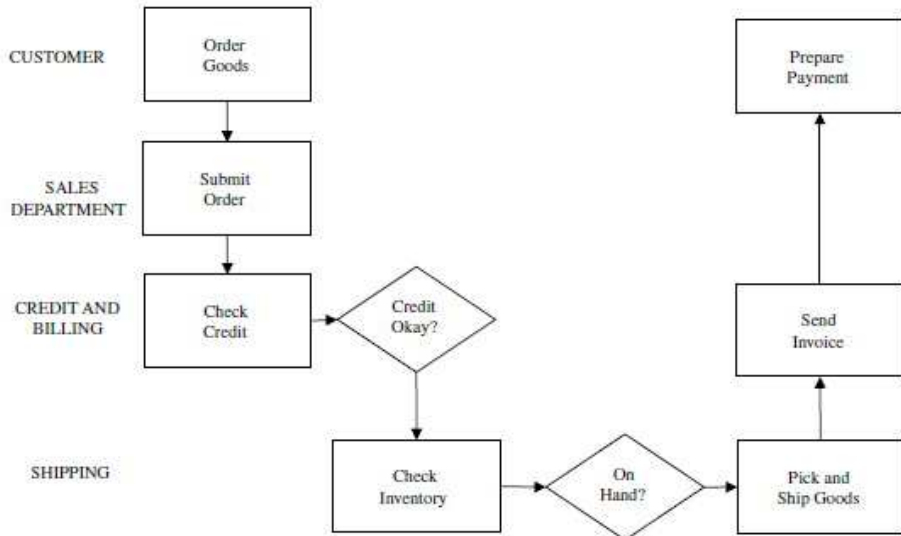 CUSTOMER
Order
Goods
Prepare
Payment
SALES
DEPARTMENT
Submit
Order
CREDIT AND
BILLING
Check
Credit
Credit
Okay?
Send
Invoice
SHIPPING
Check
Inventory
On
Hand?
Pick and
Ship Goods